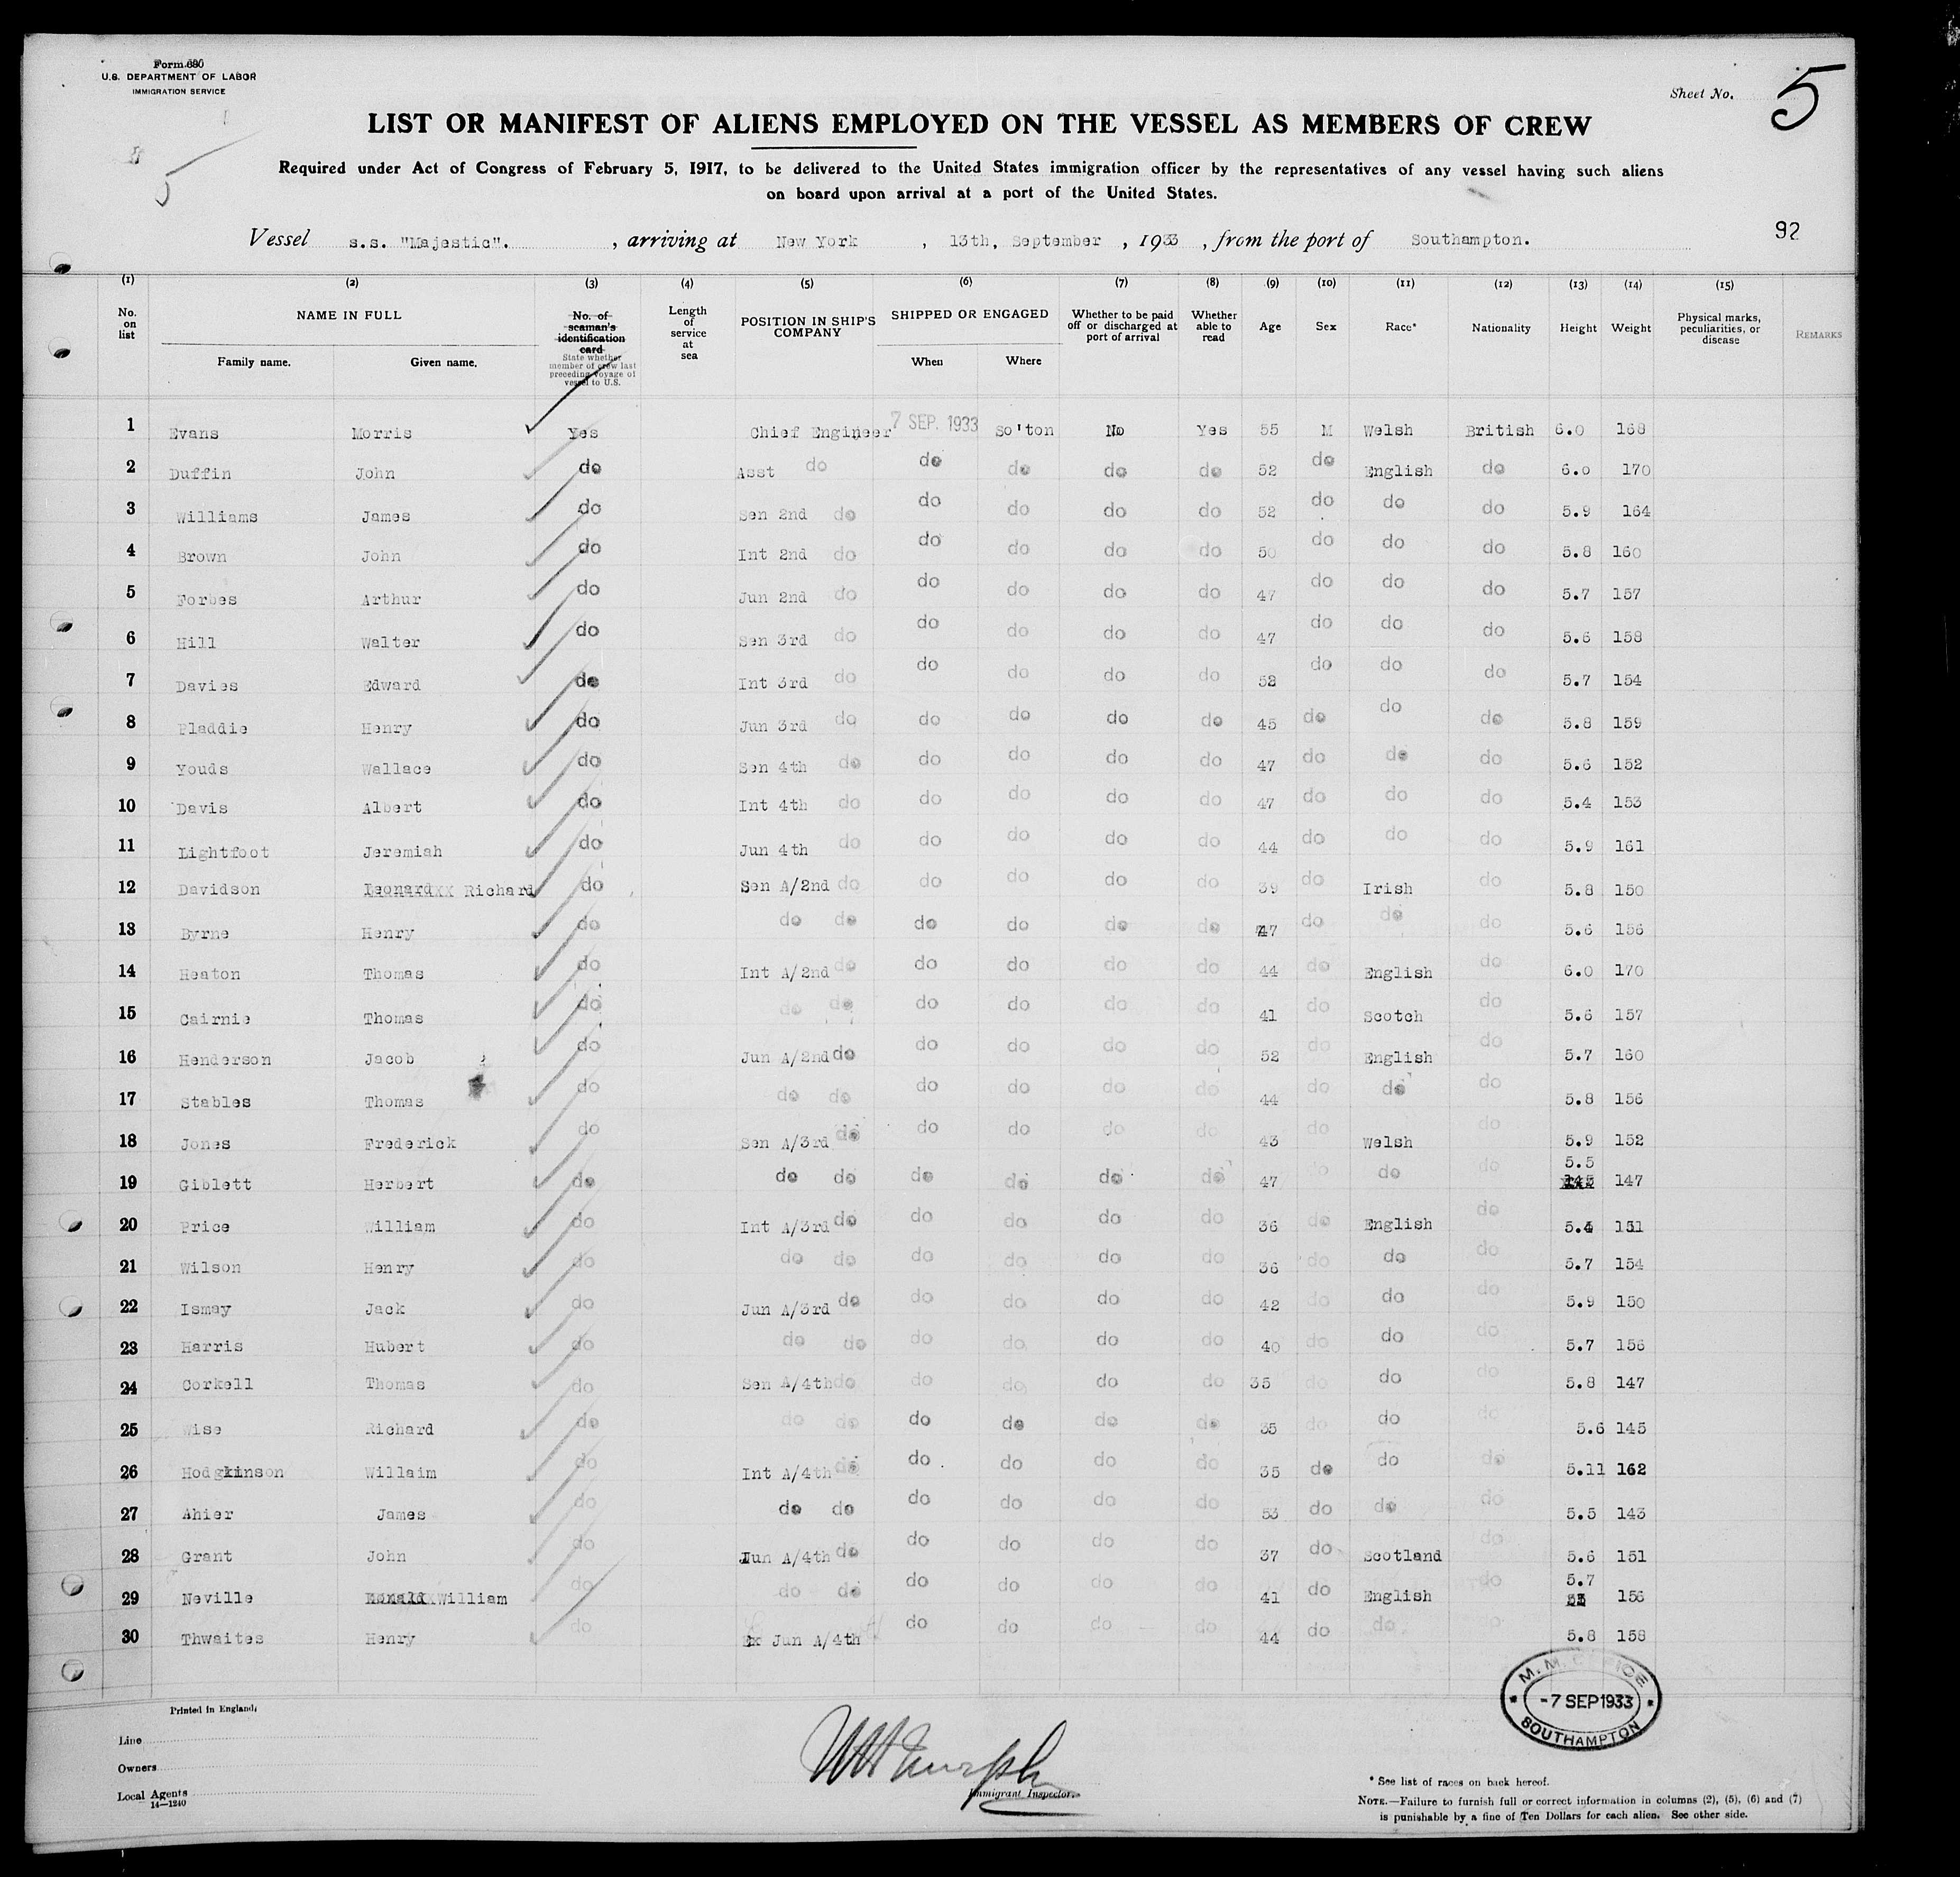 Form 680
U.S. DEPARTMENT OF LABOR
IMMIGRATION SERVICE
Sheet No. 5
5
LIST OR MANIFEST OF ALIENS EMPLOYED ON THE VESSEL AS MEMBERS OF CREW
Required under Act of Congress of February 5, 1917, to be delivered to the United States immigration officer by the representatives of any vessel having such aliens
on board upon arrival at a port of the United States.
Vessel s.s. "Majestic". , arriving at New York , 13th, September , 1933 , from the port of Southampton. 92
(1) (2) (3) (4) (5) (6) (7) (8) (9) (10) (11) (12) (13) (14) (15)
No. on list NAME IN FULL Family name. Given name. No. of seaman's identification card State whether member of crew last preceding voyage of vessel to U.S. Length of service at sea POSITION IN SHIP'S COMPANY SHIPPED OR ENGAGED When Where Whether to be paid off or discharged at port of arrival Whether able to read Age Sex Race* Nationality Height Weight Physical marks, peculiarities, or disease REMARKS
1 Evans Morris Yes Chief Engineer 7 SEP. 1933 So'ton No Yes 55 M Welsh British 6.0 168
2 Duffin John do Asst do do do do do 52 do English do 6.0 170
3 Williams James do Sen 2nd do do do do do 52 do do do 5.9 164
4 Brown John do Int 2nd do do do do do 50 do do do 5.8 160
5 Forbes Arthur do Jun 2nd do do do do do 47 do do do 5.7 157
6 Hill Walter do Sen 3rd do do do do do 47 do do do 5.6 158
7 Davies Edward do Int 3rd do do do do do 52 do do do 5.7 154
8 Pladdie Henry do Jun 3rd do do do do do 45 do do do 5.8 159
9 Youds Wallace do Sen 4th do do do do do 47 do do do 5.6 152
10 Davis Albert do Int 4th do do do do do 47 do do do 5.4 153
11 Lightfoot Jeremiah do Jun 4th do do do do do 44 do do do 5.9 161
12 Davidson Leonardxx Richard do Sen A/2nd do do do do do 39 do Irish do 5.8 150
13 Byrne Henry do do do do do do do 47 do do do 5.6 156
14 Heaton Thomas do Int A/2nd do do do do do 44 do English do 6.0 170
15 Cairnie Thomas do do do do do do do 41 do Scotch do 5.6 157
16 Henderson Jacob do Jun A/2nd do do do do do 52 do English do 5.7 160
17 Stables Thomas do do do do do do do 44 do do do 5.8 156
18 Jones Frederick do Sen A/3rd do do do do do 43 do Welsh do 5.9 152
19 Giblett Herbert do do do do do do do 47 do do do 5.5 147
20 Price William do Int A/3rd do do do do do 36 do English do 5.4 151
21 Wilson Henry do do do do do do do 36 do do do 5.7 154
22 Ismay Jack do Jun A/3rd do do do do do 42 do do do 5.9 150
23 Harris Hubert do do do do do do do 40 do do do 5.7 156
24 Corkell Thomas do Sen A/4th do do do do do 35 do do do 5.8 147
25 Wise Richard do do do do do do do 35 do do do 5.6 145
26 Hodgkinson Willaim do Int A/4th do do do do do 35 do do do 5.11 162
27 Ahier James do do do do do do do 53 do do do 5.5 143
28 Grant John do Jun A/4th do do do do do 37 do Scotland do 5.6 151
29 Neville Ronald William do do do do do do do 41 do English do 5.7 156
30 Thwaites Henry do Ex Jun A/4th do do do do 44 do do do 5.8 158
M. M. OFFICE
-7 SEP 1933
SOUTHAMPTON
Printed in England
Line
Owners
Local Agents
14—1240
Immigrant Inspector.
* See list of races on back hereof.
NOTE.—Failure to furnish full or correct information in columns (2), (5), (6) and (7)
is punishable by a fine of Ten Dollars for each alien. See other side.